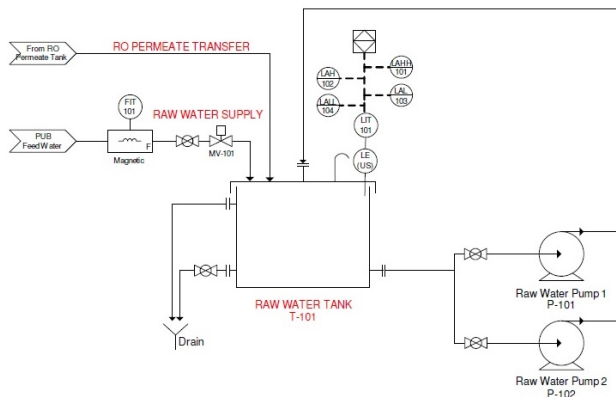 From RO
Permeate Tank
RO PERMEATE TRANSFER
FIT
101
RAW WATER SUPPLY
PUB
Feed Water
F
Magnetic
MV-101
LAH
102
LAHH
101
LALL
104
LAL
103
LIT
101
LE
(US)
RAW WATER TANK
T-101
Drain
Raw Water Pump 1
P-101
Raw Water Pump 2
P-102